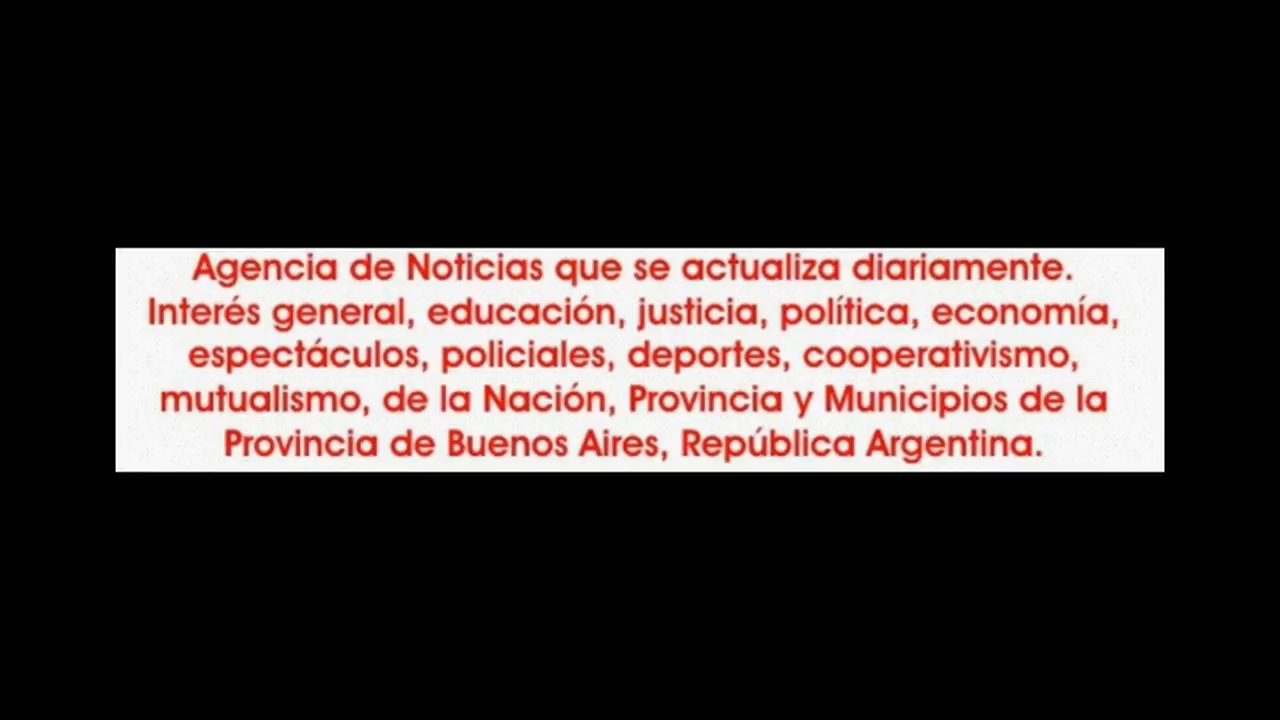 Agencia de Noticias que se actualiza diariamente.
Interés general, educación, justicia, política, economía,
espectáculos, policiales, deportes, cooperativismo,
mutualismo, de la Nación, Provincia y Municipios de la
Provincia de Buenos Aires, República Argentina.